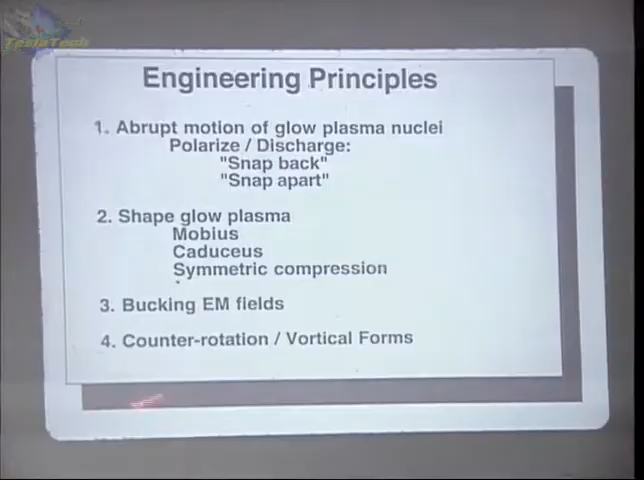 TeslaTech
Engineering Principles
1. Abrupt motion of glow plasma nuclei
Polarize / Discharge:
"Snap back"
"Snap apart"
2. Shape glow plasma
Mobius
Caduceus
Symmetric compression
3. Bucking EM fields
4. Counter-rotation / Vortical Forms